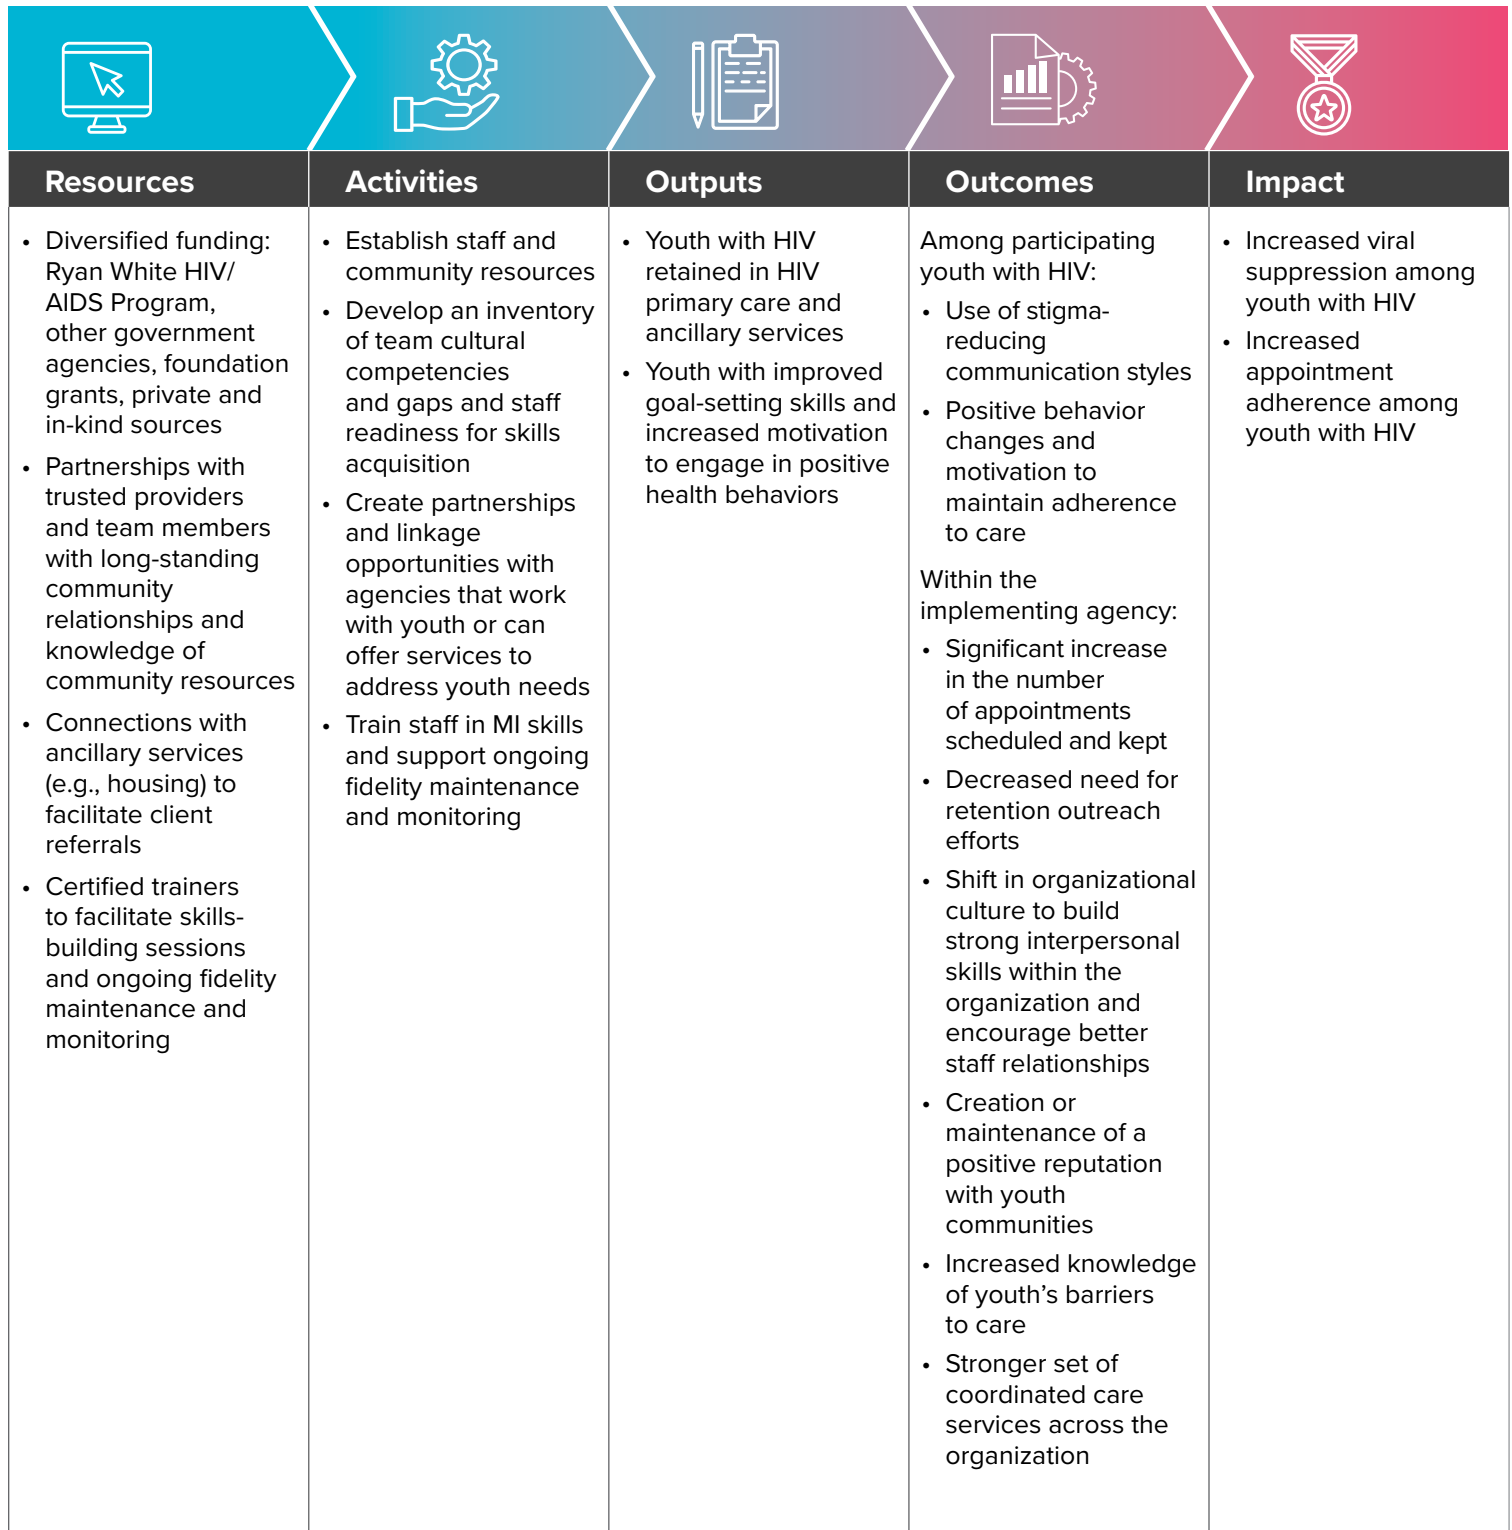 Resources
Diversified funding:
Ryan White HIV/
AIDS Program,
other government
agencies, foundation
grants, private and
in-kind sources
Partnerships with
trusted providers
and team members
with long-standing
community
relationships and
knowledge of
community resources
Connections with
ancillary services
(e.g., housing) to
facilitate client
referrals
Certified trainers
to facilitate skills-
building sessions
and ongoing fidelity
maintenance and
monitoring
Activities
Establish staff and
community resources
Develop an inventory
of team cultural
competencies
and gaps and staff
readiness for skills
acquisition
Create partnerships
and linkage
opportunities with
agencies that work
with youth or can
offer services to
address youth needs
Train staff in MI skills
and support ongoing
fidelity maintenance
and monitoring
Outputs
Youth with HIV
retained in HIV
primary care and
ancillary services
Youth with improved
goal-setting skills and
increased motivation
to engage in positive
health behaviors
Outcomes
Among participating
youth with HIV:
Use of stigma-
reducing
communication styles
Positive behavior
changes and
motivation to
maintain adherence
to care
Within the
implementing agency:
Significant increase
in the number
of appointments
scheduled and kept
Decreased need for
retention outreach
efforts
Shift in organizational
culture to build
strong interpersonal
skills within the
organization and
encourage better
staff relationships
Creation or
maintenance of a
positive reputation
with youth
communities
Increased knowledge
of youth’s barriers
to care
Stronger set of
coordinated care
services across the
organization
Impact
Increased viral
suppression among
youth with HIV
Increased
appointment
adherence among
youth with HIV